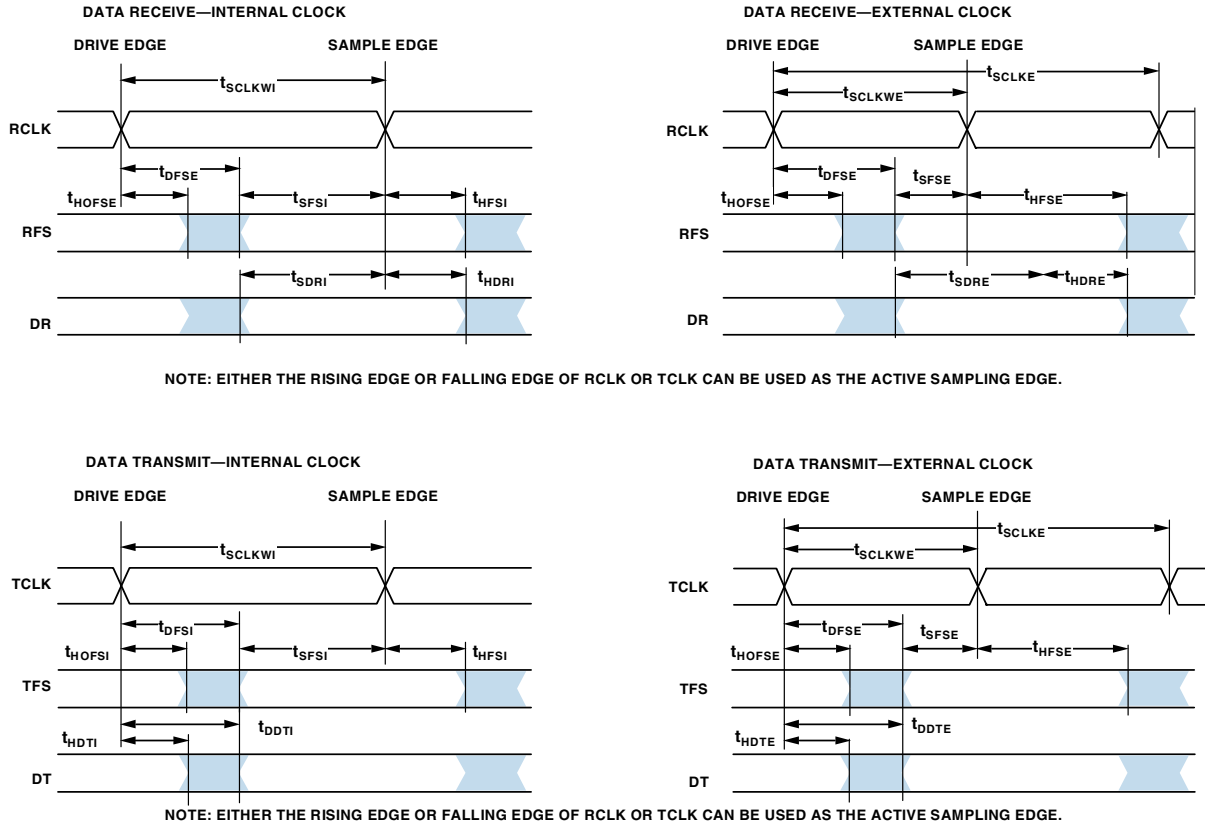 DATA RECEIVE—INTERNAL CLOCK
DRIVE EDGE SAMPLE EDGE
tSCLKWI
RCLK
tDFSE
tHOFSE tSFSI tHFSI
RFS
tSDRI tHDRI
DR
DATA RECEIVE—EXTERNAL CLOCK
DRIVE EDGE SAMPLE EDGE
tSCLKE
tSCLKWE
RCLK
tDFSE tSFSE
tHOFSE tHFSE
RFS
tSDRE tHDRE
DR
NOTE: EITHER THE RISING EDGE OR FALLING EDGE OF RCLK OR TCLK CAN BE USED AS THE ACTIVE SAMPLING EDGE.
DATA TRANSMIT—INTERNAL CLOCK
DRIVE EDGE SAMPLE EDGE
tSCLKWI
TCLK
tDFSI
tHOFSI tSFSI tHFSI
TFS
tDDTI
tHDTI
DT
DATA TRANSMIT—EXTERNAL CLOCK
DRIVE EDGE SAMPLE EDGE
tSCLKE
tSCLKWE
TCLK
tDFSE tSFSE
tHOFSE tHFSE
TFS
tDDTE
tHDTE
DT
NOTE: EITHER THE RISING EDGE OR FALLING EDGE OF RCLK OR TCLK CAN BE USED AS THE ACTIVE SAMPLING EDGE.